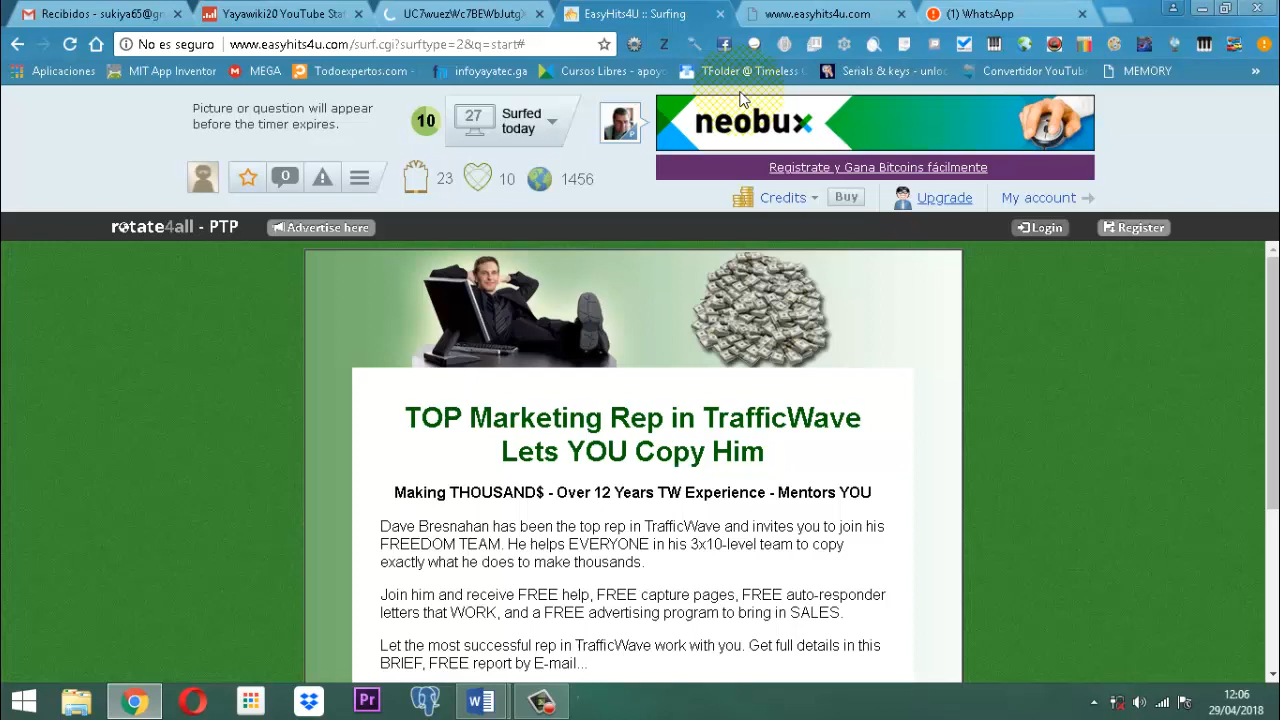 Recibidos - sukiya65@gr
Yayawiki20 YouTube Stat
UC7wuezWc7BEWbJutgX
EasyHits4U :: Surfing
www.easyhits4u.com
(1) WhatsApp
No es seguro
www.easyhits4u.com/surf.cgi?surftype=2&q=start#
Aplicaciones
MIT App Inventor
MEGA
Todoexpertos.com -
infoyayatec.ga
Cursos Libres - apoyo
TFolder @ Timeless
Serials & keys - unloc
Convertidor YouTube
MEMORY
»
Picture or question will appear
before the timer expires.
10
27
Surfed
today
neobux
Registrate y Gana Bitcoins fácilmente
0
23
10
1456
Credits
Buy
Upgrade
My account
rotate4all - PTP
Advertise here
Login
Register
TOP Marketing Rep in TrafficWave
Lets YOU Copy Him
Making THOUSAND$ - Over 12 Years TW Experience - Mentors YOU
Dave Bresnahan has been the top rep in TrafficWave and invites you to join his
FREEDOM TEAM. He helps EVERYONE in his 3x10-level team to copy
exactly what he does to make thousands.
Join him and receive FREE help, FREE capture pages, FREE auto-responder
letters that WORK, and a FREE advertising program to bring in SALES.
Let the most successful rep in TrafficWave work with you. Get full details in this
BRIEF, FREE report by E-mail...
Pr
12:06
29/04/2018